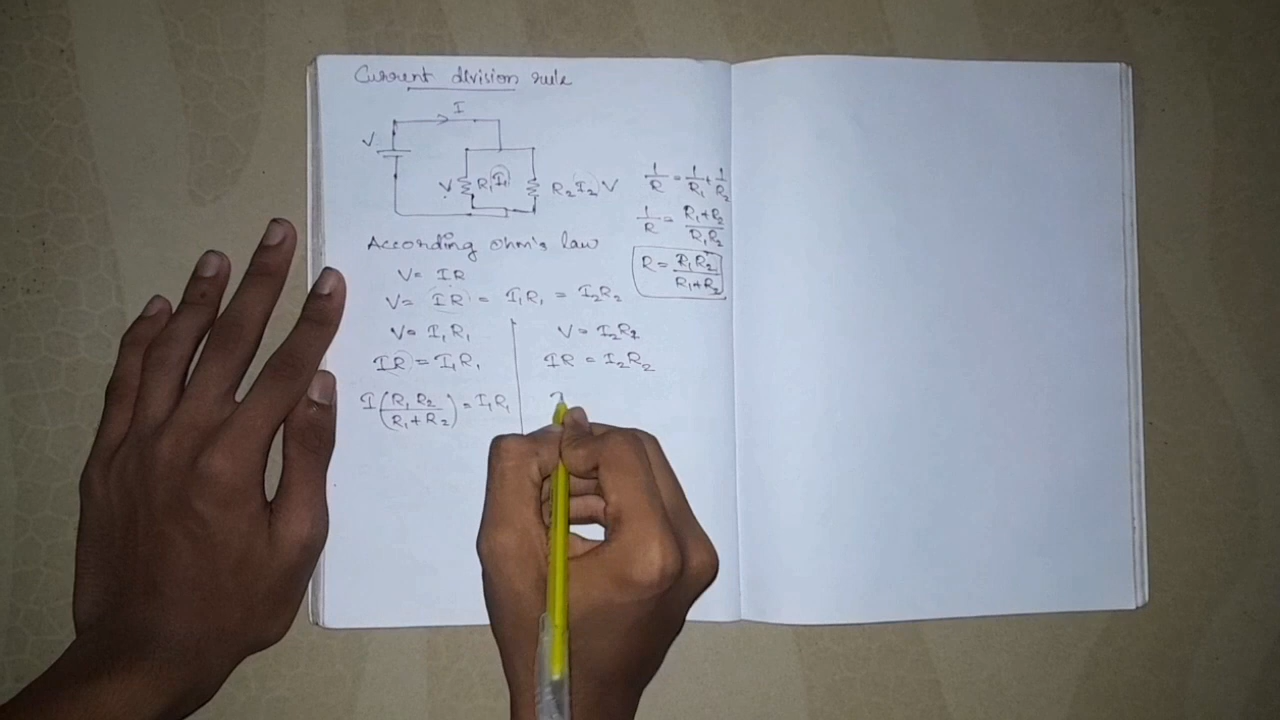 Current division rule
I
V
V R₁ I₁ R₂ I₂ V
1/R = 1/R₁ + 1/R₂
1/R = R₁+R₂/R₁R₂
R = R₁R₂/R₁+R₂
According ohm's law
V = IR
V = IR = I₁R₁ = I₂R₂
V = I₁R₁
IR = I₁R₁
I(R₁R₂/R₁+R₂) = I₁R₁
V = I₂R₂
IR = I₂R₂